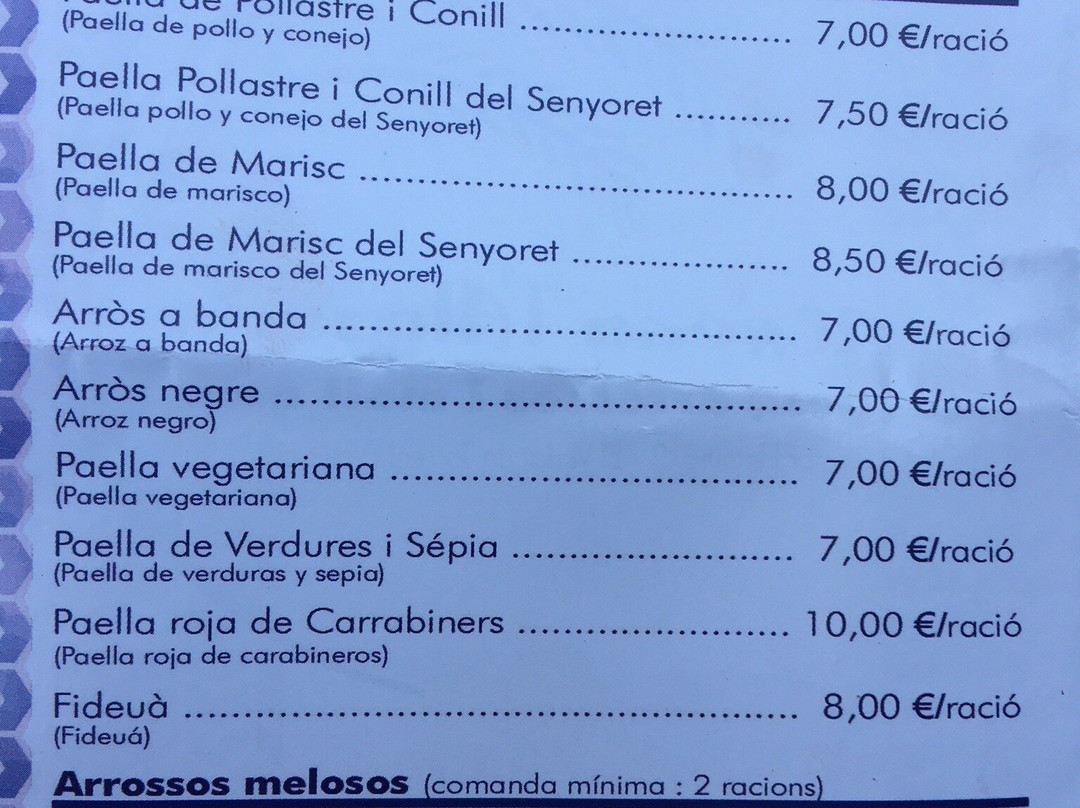 Paella de Pollastre i Conill ....................... 7,00 €/ració
(Paella de pollo y conejo)
Paella Pollastre i Conill del Senyoret .......... 7,50 €/ració
(Paella pollo y conejo del Senyoret)
Paella de Marisc ..................................... 8,00 €/ració
(Paella de marisco)
Paella de Marisc del Senyoret .................. 8,50 €/ració
(Paella de marisco del Senyoret)
Arròs a banda ........................................ 7,00 €/ració
(Arroz a banda)
Arròs negre ............................................ 7,00 €/ració
(Arroz negro)
Paella vegetariana .................................. 7,00 €/ració
(Paella vegetariana)
Paella de Verdures i Sépia ....................... 7,00 €/ració
(Paella de verduras y sepia)
Paella roja de Carrabiners ....................... 10,00 €/ració
(Paella roja de carabineros)
Fideuà ................................................... 8,00 €/ració
(Fideuá)
Arrossos melosos (comanda mínima : 2 racions)